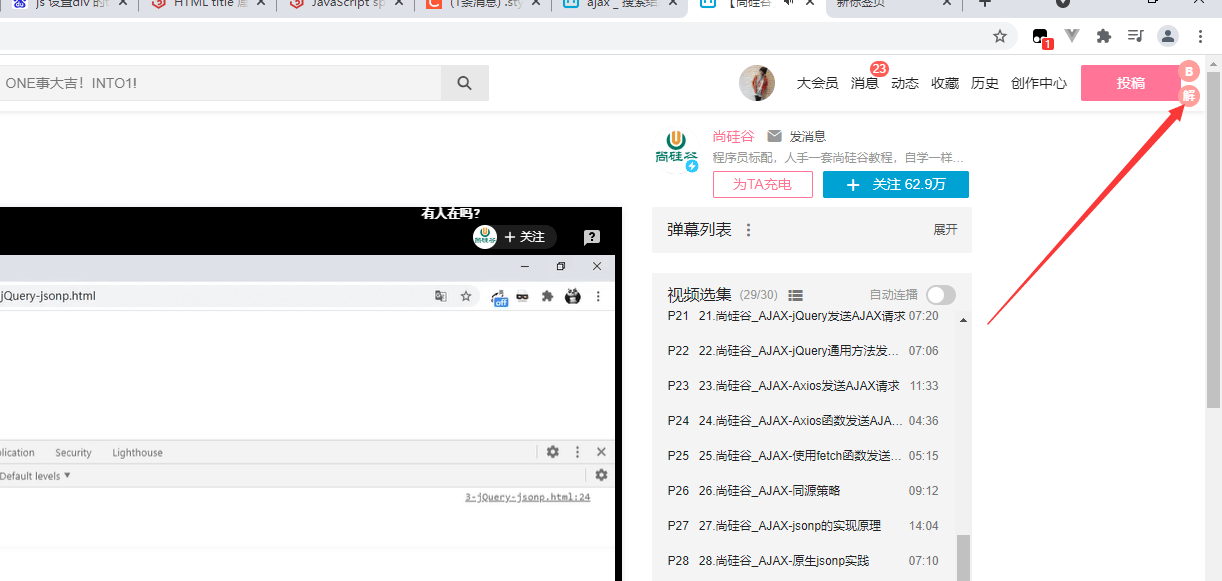 js 设置div 的
HTML title 属
JavaScript sp
(1条消息) .sty
ajax _ 搜索结
【尚硅谷
新标签页
1
ONE事大吉！INTO1!
大会员 消息 23 动态 收藏 历史 创作中心 投稿
B
解
尚硅谷 发消息
尚硅谷
程序员标配，人手一套尚硅谷教程，自学一样…
为TA充电 + 关注 62.9万
有人在吗?
尚硅谷 + 关注
弹幕列表 展开
jQuery-jsonp.html
off
视频选集 (29/30) 自动连播
P21 21.尚硅谷_AJAX-jQuery发送AJAX请求 07:20
P22 22.尚硅谷_AJAX-jQuery通用方法发... 07:06
P23 23.尚硅谷_AJAX-Axios发送AJAX请求 11:33
P24 24.尚硅谷_AJAX-Axios函数发送AJA... 04:36
P25 25.尚硅谷_AJAX-使用fetch函数发送... 05:15
P26 26.尚硅谷_AJAX-同源策略 09:12
P27 27.尚硅谷_AJAX-jsonp的实现原理 14:04
P28 28.尚硅谷_AJAX-原生jsonp实践 07:10
plication Security Lighthouse
Default levels
3-jQuery-jsonp.html:24